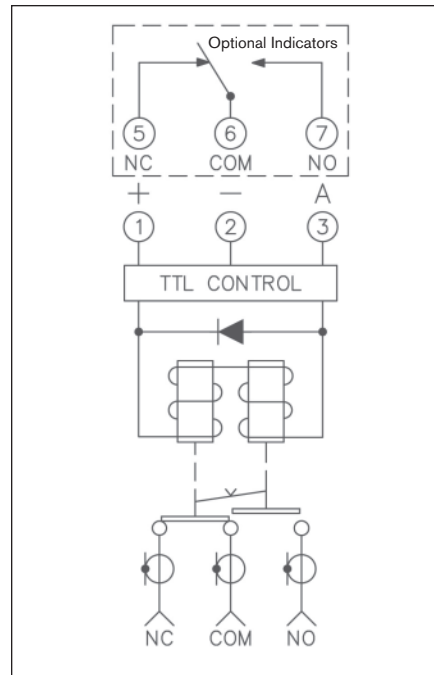 Optional Indicators
5 6 7
NC COM NO
+ − A
1 2 3
TTL CONTROL
NC COM NO